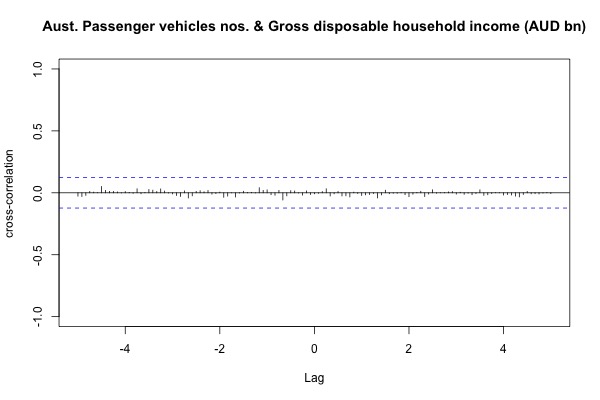 Aust. Passenger vehicles nos. & Gross disposable household income (AUD bn)
1.0
0.5
0.0
-0.5
-1.0
cross-correlation
-4 -2 0 2 4
Lag